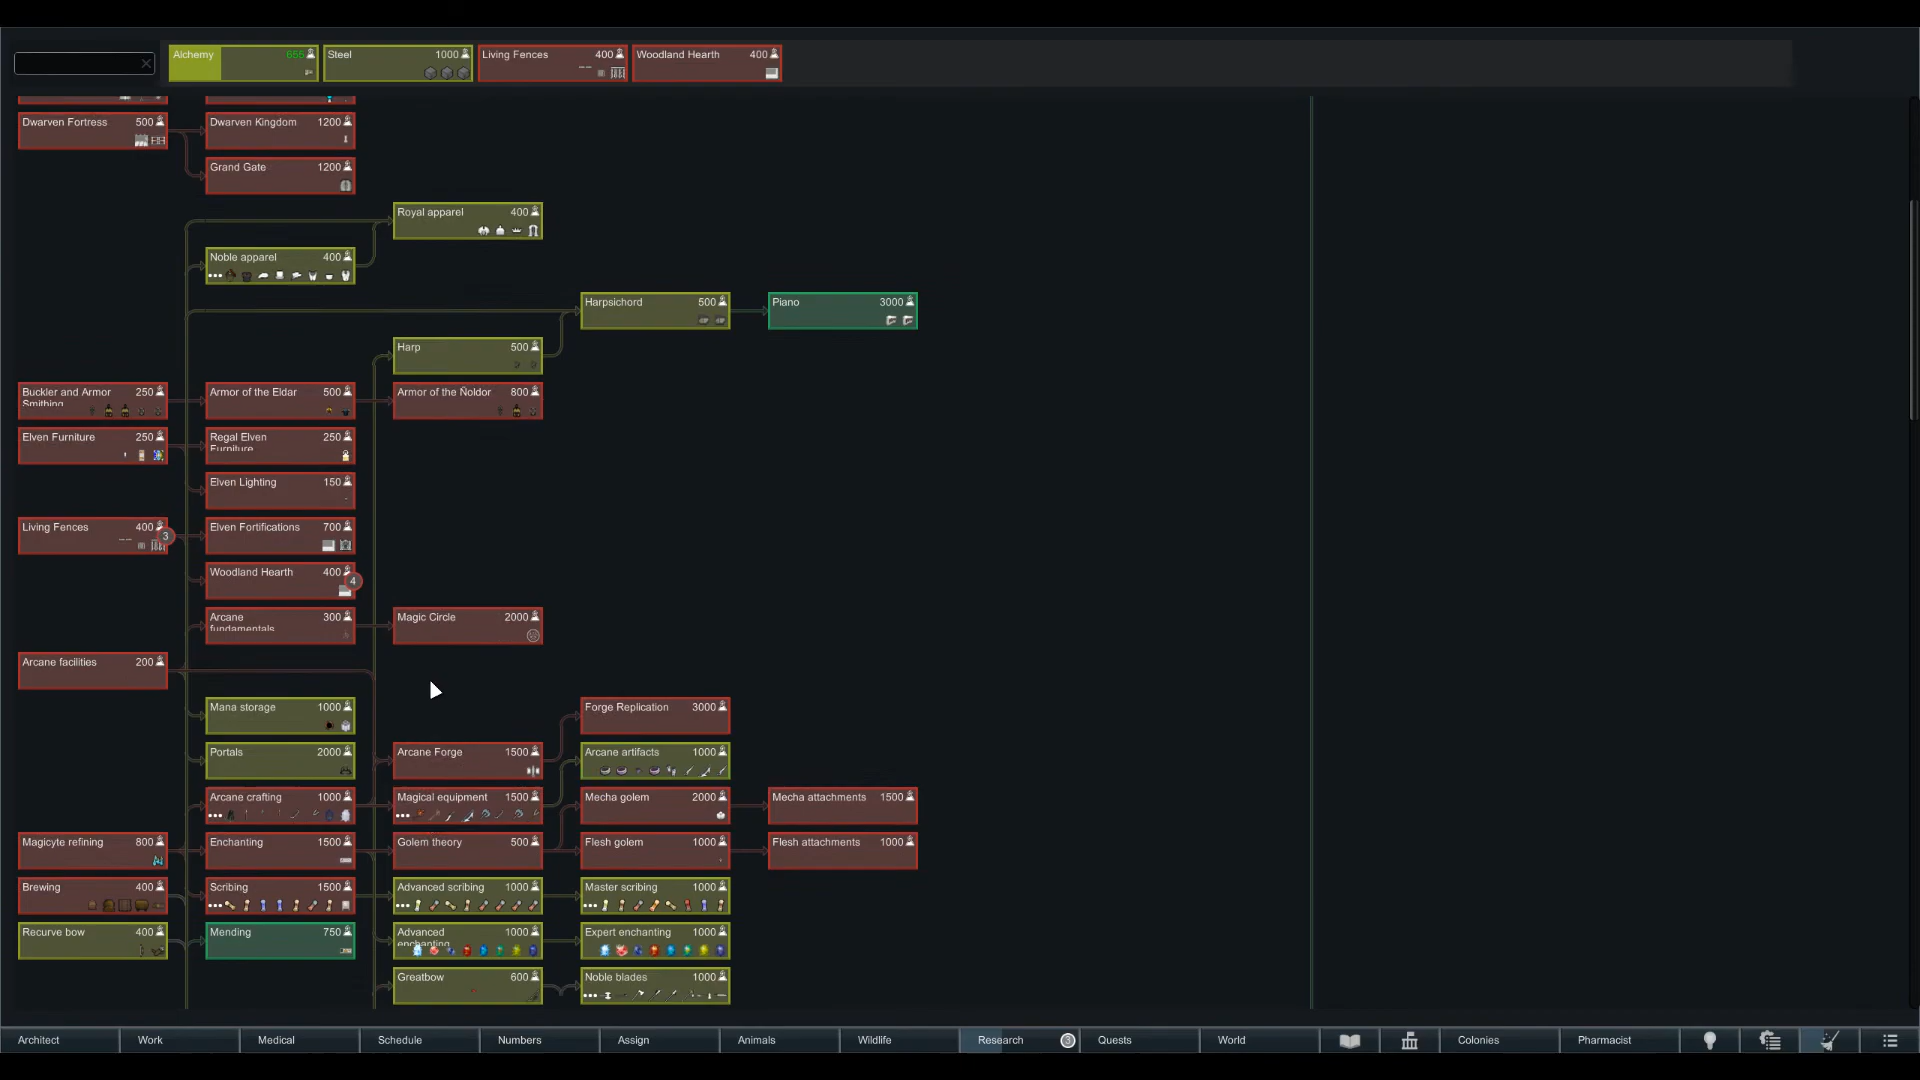 Alchemy 655
Steel 1000
Living Fences 400
Woodland Hearth 400
Dwarven Fortress 500
Dwarven Kingdom 1200
Grand Gate 1200
Royal apparel 400
Noble apparel 400
Harpsichord 500
Piano 3000
Harp 500
Buckler and Armor 250
Smithing
Armor of the Eldar 500
Armor of the Ñoldor 800
Elven Furniture 250
Regal Elven 250
Furniture
Elven Lighting 150
Living Fences 400
3
Elven Fortifications 700
Woodland Hearth 400
4
Arcane 300
fundamentals
Magic Circle 2000
Arcane facilities 200
Mana storage 1000
Forge Replication 3000
Portals 2000
Arcane Forge 1500
Arcane artifacts 1000
Arcane crafting 1000
Magical equipment 1500
Mecha golem 2000
Mecha attachments 1500
Magicyte refining 800
Enchanting 1500
Golem theory 500
Flesh golem 1000
Flesh attachments 1000
Brewing 400
Scribing 1500
Advanced scribing 1000
Master scribing 1000
Recurve bow 400
Mending 750
Advanced 1000
enchanting
Expert enchanting 1000
Greatbow 600
Noble blades 1000
Architect Work Medical Schedule Numbers Assign Animals Wildlife Research 3 Quests World Colonies Pharmacist